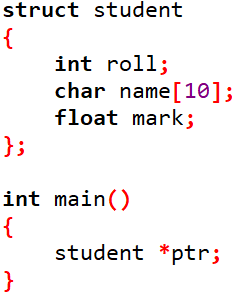 struct student
{
    int roll;
    char name[10];
    float mark;
};

int main()
{
    student *ptr;
}